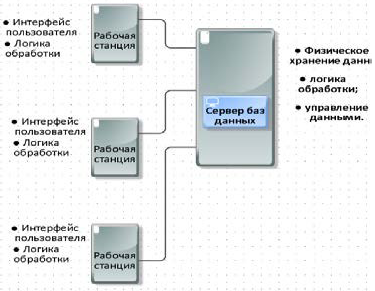 ● Интерфейс
пользователя
● Логика
обработки
Рабочая
станция
● Интерфейс
пользователя
● Логика
обработки
Рабочая
станция
● Интерфейс
пользователя
● Логика
обработки
Рабочая
станция
Сервер баз
данных
● Физическое
хранение данн
● логика
обработки;
● управление
данными.